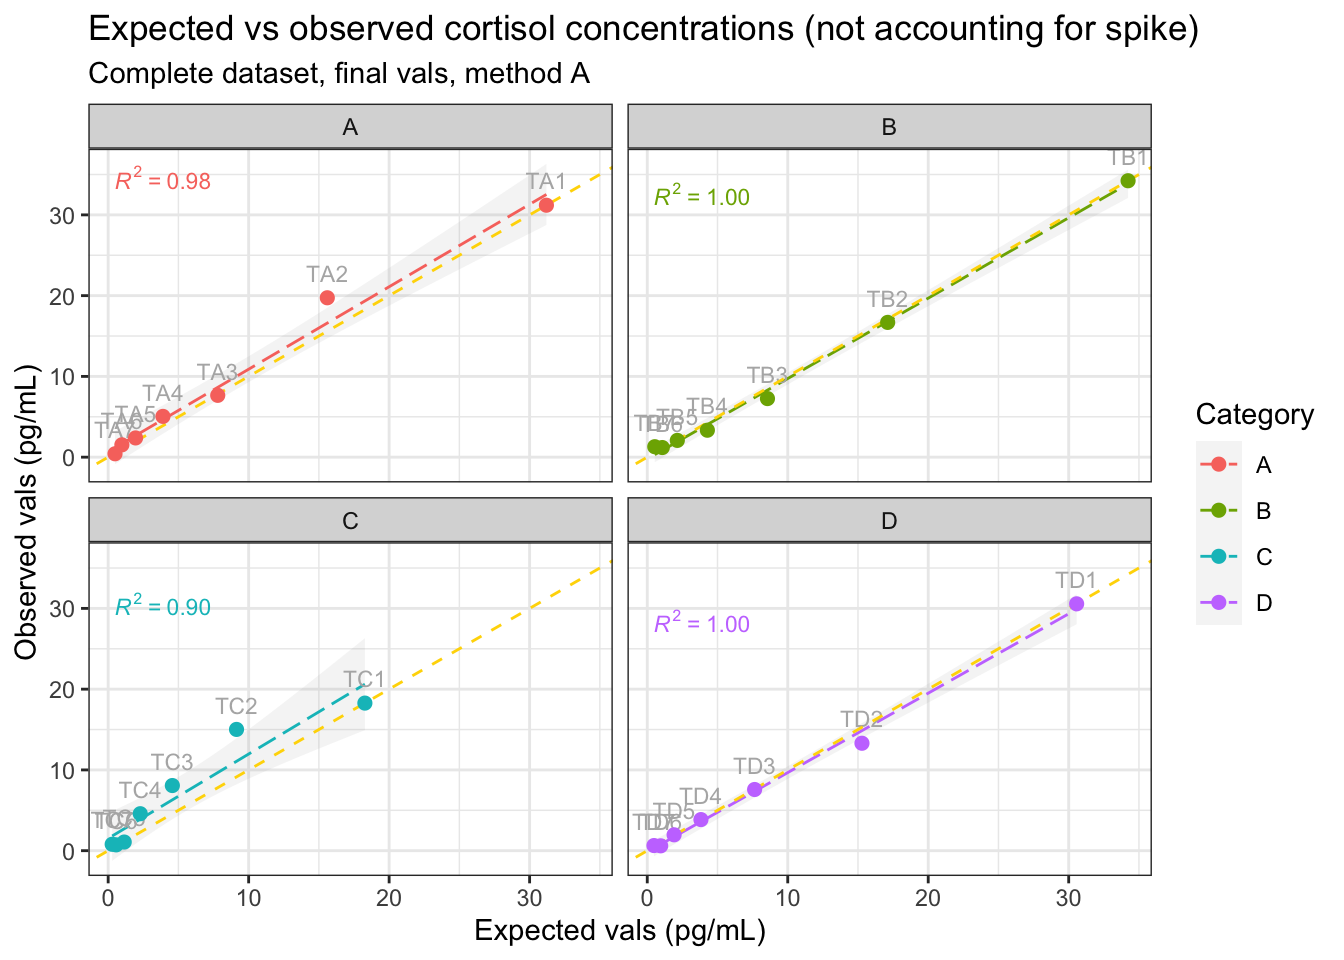 Expected vs observed cortisol concentrations (not accounting for spike)
Complete dataset, final vals, method A
A
B
R² = 0.98
TA1
TA2
TA3
TA4
TA5
TA6
R² = 1.00
TB1
TB2
TB3
TB4
TB5
TB6
30
20
10
0
C
D
R² = 0.90
TC1
TC2
TC3
TC4
R² = 1.00
TD1
TD2
TD3
TD4
TD5
TD6
30
20
10
0
0 10 20 30
0 10 20 30
Expected vals (pg/mL)
Observed vals (pg/mL)
Category
A
B
C
D